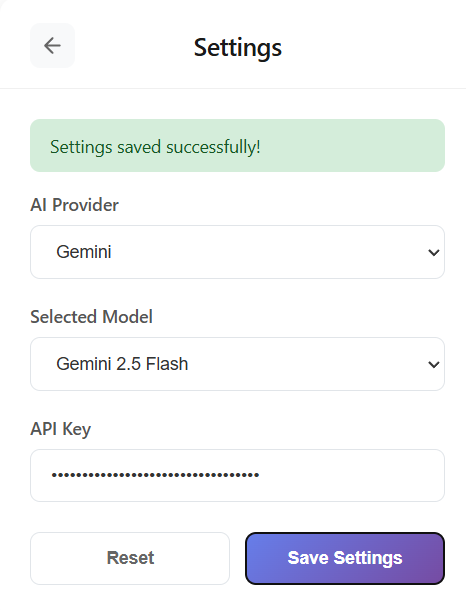 Settings
Settings saved successfully!
AI Provider
Gemini
Selected Model
Gemini 2.5 Flash
API Key
••••••••••••••••••••••••••••••••••
Reset
Save Settings